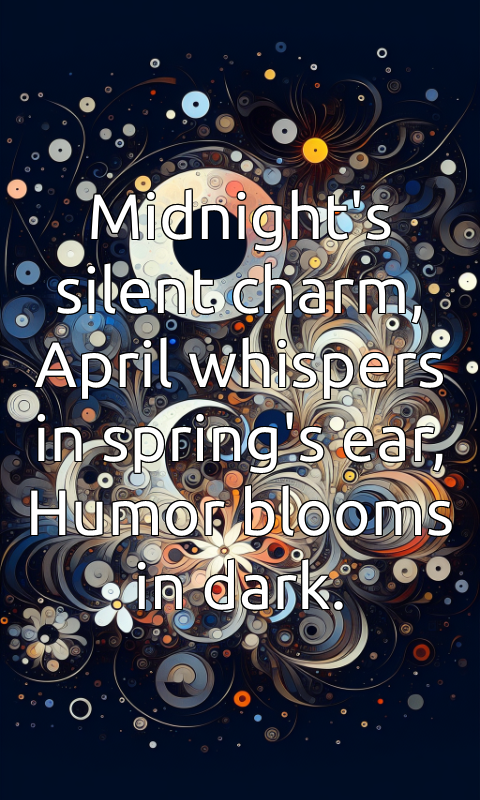 Midnight's
silent charm,
April whispers
in spring's ear,
Humor blooms
in dark.